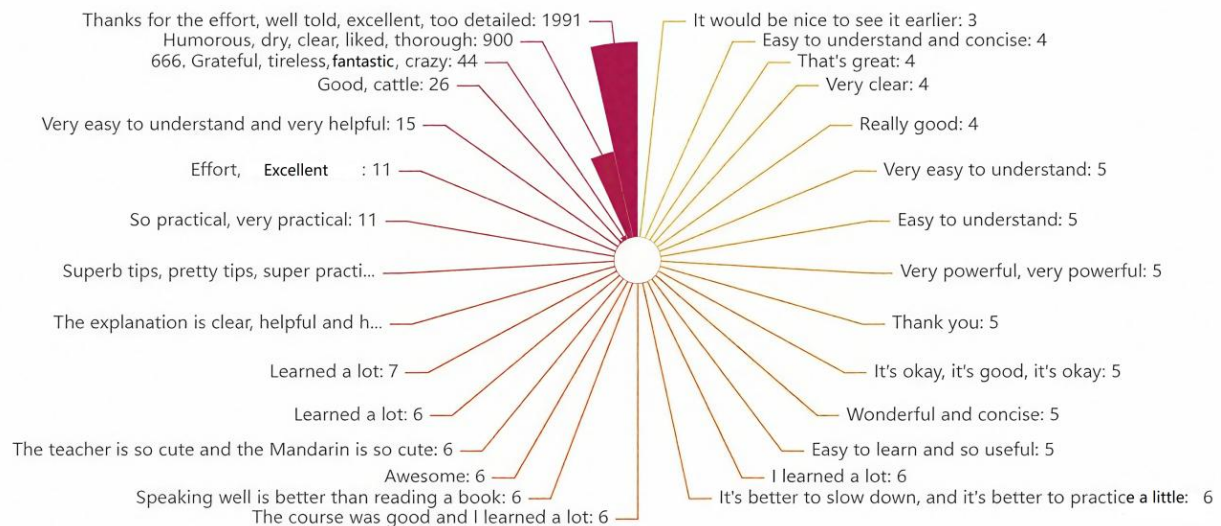 Thanks for the effort, well told, excellent, too detailed: 1991
Humorous, dry, clear, liked, thorough: 900
666. Grateful, tireless, fantastic, crazy: 44
Good, cattle: 26
Very easy to understand and very helpful: 15
Effort, Excellent : 11
So practical, very practical: 11
Superb tips, pretty tips, super practi...
The explanation is clear, helpful and h...
Learned a lot: 7
Learned a lot: 6
The teacher is so cute and the Mandarin is so cute: 6
Awesome: 6
Speaking well is better than reading a book: 6
The course was good and I learned a lot: 6
It would be nice to see it earlier: 3
Easy to understand and concise: 4
That's great: 4
Very clear: 4
Really good: 4
Very easy to understand: 5
Easy to understand: 5
Very powerful, very powerful: 5
Thank you: 5
It's okay, it's good, it's okay: 5
Wonderful and concise: 5
Easy to learn and so useful: 5
I learned a lot: 6
It's better to slow down, and it's better to practice a little: 6